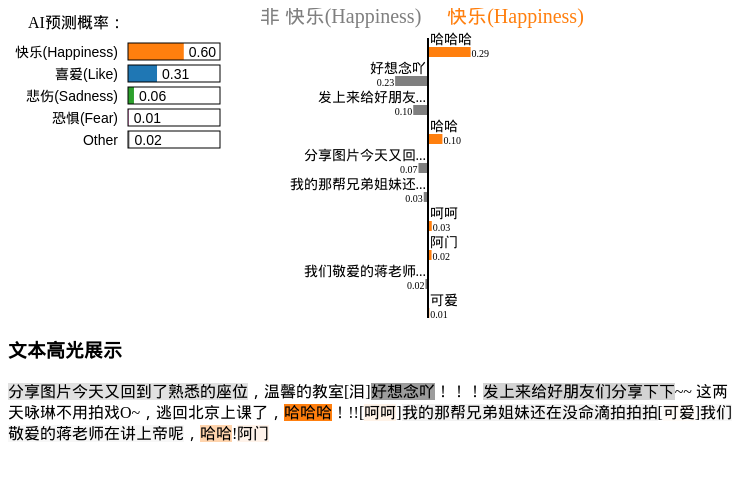 AI预测概率：
快乐(Happiness) 0.60
喜爱(Like) 0.31
悲伤(Sadness) 0.06
恐惧(Fear) 0.01
Other 0.02
非 快乐(Happiness) 快乐(Happiness)
哈哈哈
0.29
好想念吖
0.23
发上来给好朋友...
0.10
哈哈
0.10
分享图片今天又回...
0.07
我的那帮兄弟姐妹还...
0.03
呵呵
0.03
阿门
0.02
我们敬爱的蒋老师...
0.02
可爱
0.01
文本高光展示
分享图片今天又回到了熟悉的座位，温馨的教室[泪]好想念吖！！！发上来给好朋友们分享下下~~ 这两
天咏琳不用拍戏O~，逃回北京上课了，哈哈哈！!![呵呵]我的那帮兄弟姐妹还在没命滴拍拍拍[可爱]我们
敬爱的蒋老师在讲上帝呢，哈哈!阿门